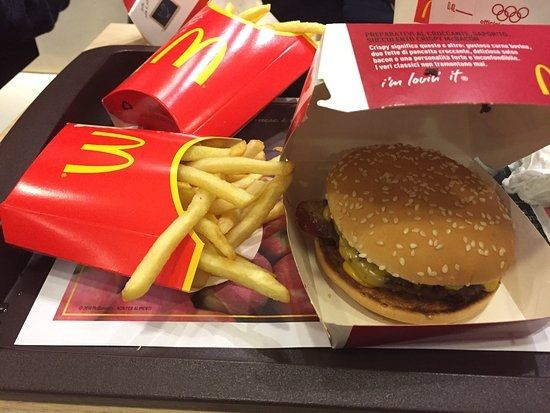 PREPARATEVI AL CROCCANTE, SAPORITO,
SUCCULENTO CRISPY McBACON.
Crispy significa questo e altro: gustosa carne bovina,
due fette di pancetta croccante, deliziosa salsa
bacon e una personalità forte e inconfondibile.
I veri classici non tramontano mai.
i'm lovin' it